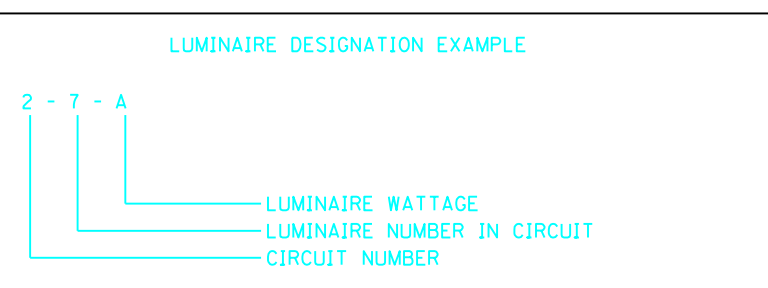 LUMINAIRE DESIGNATION EXAMPLE
2 - 7 - A
LUMINAIRE WATTAGE
LUMINAIRE NUMBER IN CIRCUIT
CIRCUIT NUMBER